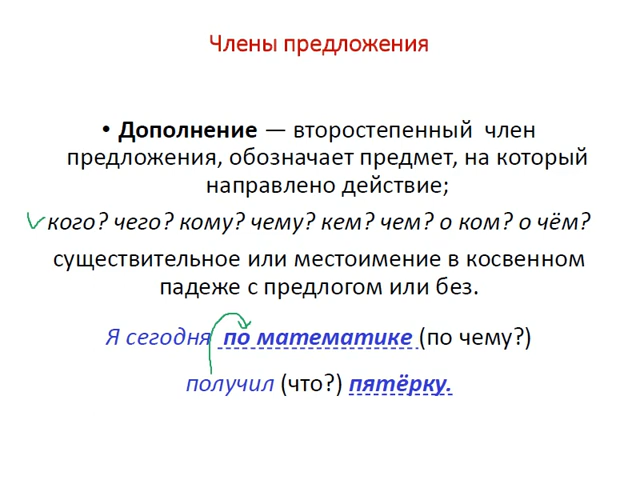 Члены предложения
• Дополнение — второстепенный член
предложения, обозначает предмет, на который
направлено действие;
кого? чего? кому? чему? кем? чем? о ком? о чём?
существительное или местоимение в косвенном
падеже с предлогом или без.
Я сегодня по математике (по чему?)
получил (что?) пятёрку.